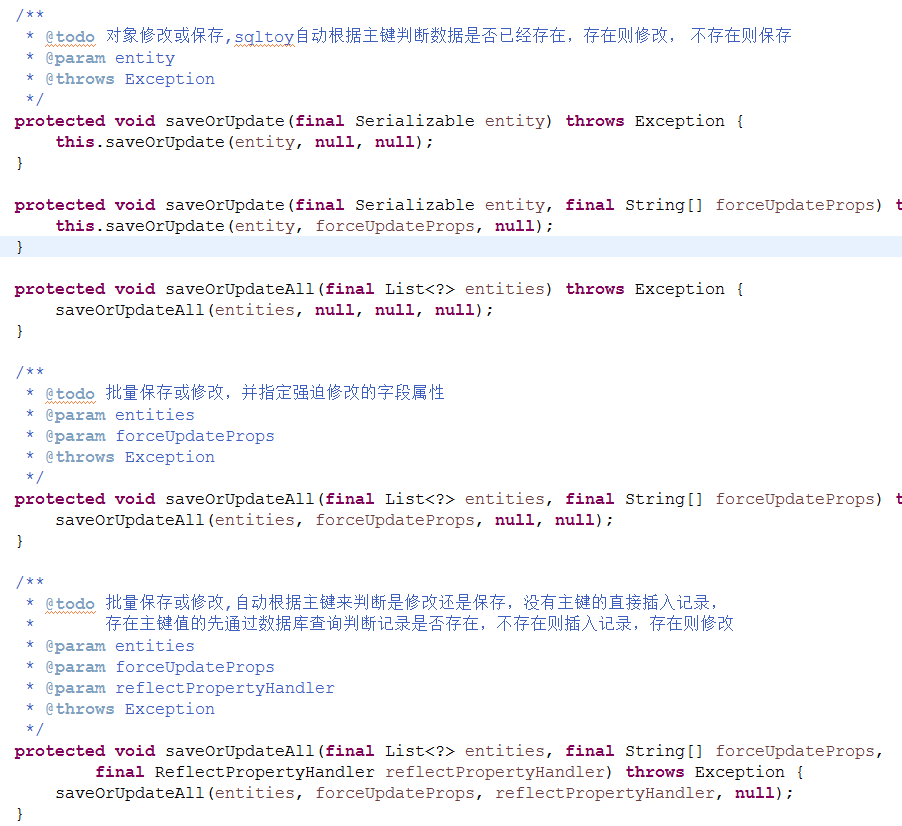 /**
 * @todo 对象修改或保存,sqltoy自动根据主键判断数据是否已经存在，存在则修改， 不存在则保存
 * @param entity
 * @throws Exception
 */
protected void saveOrUpdate(final Serializable entity) throws Exception {
    this.saveOrUpdate(entity, null, null);
}
protected void saveOrUpdate(final Serializable entity, final String[] forceUpdateProps) t
    this.saveOrUpdate(entity, forceUpdateProps, null);
}
protected void saveOrUpdateAll(final List<?> entities) throws Exception {
    saveOrUpdateAll(entities, null, null, null);
}
/**
 * @todo 批量保存或修改，并指定强迫修改的字段属性
 * @param entities
 * @param forceUpdateProps
 * @throws Exception
 */
protected void saveOrUpdateAll(final List<?> entities, final String[] forceUpdateProps) t
    saveOrUpdateAll(entities, forceUpdateProps, null, null);
}
/**
 * @todo 批量保存或修改,自动根据主键来判断是修改还是保存，没有主键的直接插入记录，
 *       存在主键值的先通过数据库查询判断记录是否存在，不存在则插入记录，存在则修改
 * @param entities
 * @param forceUpdateProps
 * @param reflectPropertyHandler
 * @throws Exception
 */
protected void saveOrUpdateAll(final List<?> entities, final String[] forceUpdateProps,
        final ReflectPropertyHandler reflectPropertyHandler) throws Exception {
    saveOrUpdateAll(entities, forceUpdateProps, reflectPropertyHandler, null);
}